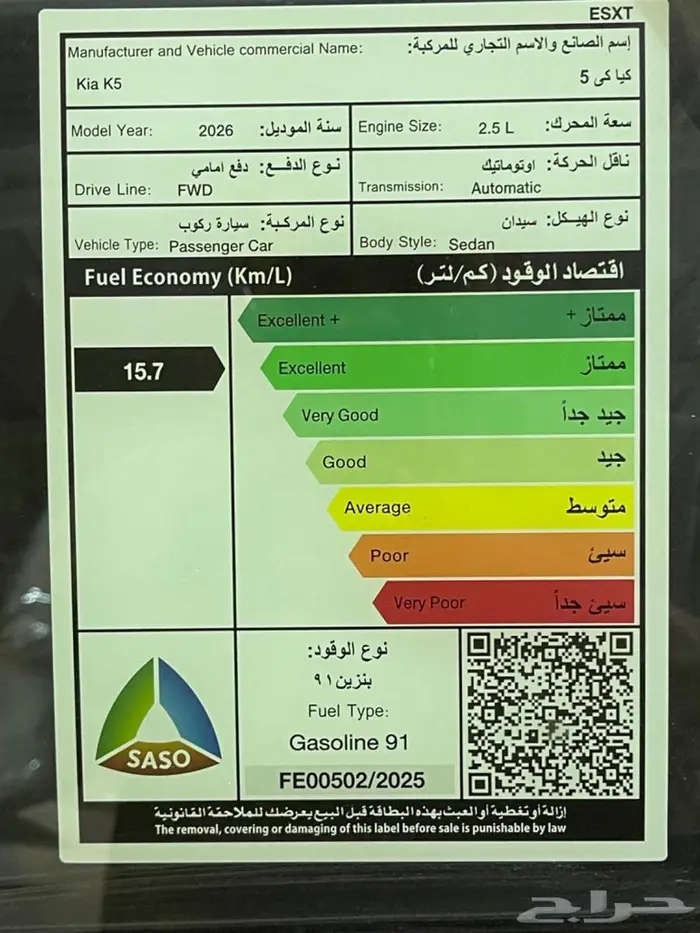 ESXT
Manufacturer and Vehicle commercial Name: إسم الصانع والاسم التجاري للمركبة:
Kia K5 كيا كى 5
Model Year: 2026 سنة الموديل: Engine Size: 2.5 L سعة المحرك:
نوع الدفع: دفع امامي ناقل الحركة: اوتوماتيك
Drive Line: FWD Transmission: Automatic
نوع المركبة: سيارة ركوب نوع الهيكل: سيدان
Vehicle Type: Passenger Car Body Style: Sedan
Fuel Economy (Km/L) اقتصاد الوقود (كم/لتر)
Excellent + ممتاز +
15.7 Excellent ممتاز
Very Good جيد جداً
Good جيد
Average متوسط
Poor سيئ
Very Poor سيئ جداً
نوع الوقود:
بنزين ٩١
Fuel Type:
Gasoline 91
SASO
FE00502/2025
إزالة أو تغطية أو العبث بهذه البطاقة قبل البيع يعرضك للملاحقة القانونية
The removal, covering or damaging of this label before sale is punishable by law
حراج